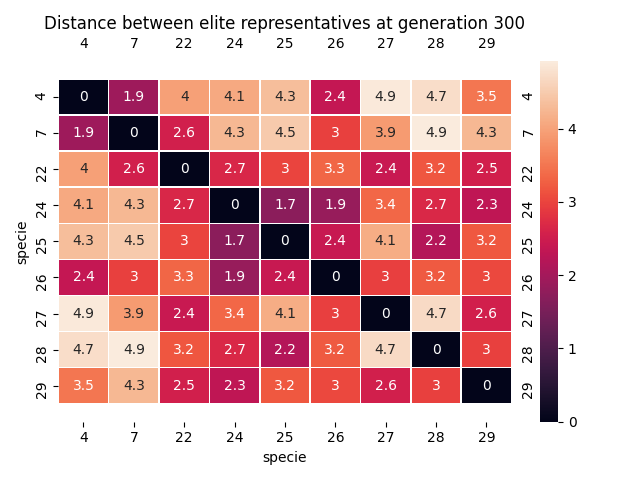 Distance between elite representatives at generation 300
4 7 22 24 25 26 27 28 29
4 0 1.9 4 4.1 4.3 2.4 4.9 4.7 3.5 4
7 1.9 0 2.6 4.3 4.5 3 3.9 4.9 4.3 7
22 4 2.6 0 2.7 3 3.3 2.4 3.2 2.5 22
24 4.1 4.3 2.7 0 1.7 1.9 3.4 2.7 2.3 24
25 4.3 4.5 3 1.7 0 2.4 4.1 2.2 3.2 25
26 2.4 3 3.3 1.9 2.4 0 3 3.2 3 26
27 4.9 3.9 2.4 3.4 4.1 3 0 4.7 2.6 27
28 4.7 4.9 3.2 2.7 2.2 3.2 4.7 0 3 28
29 3.5 4.3 2.5 2.3 3.2 3 2.6 3 0 29
4 7 22 24 25 26 27 28 29
specie
specie
4
3
2
1
0